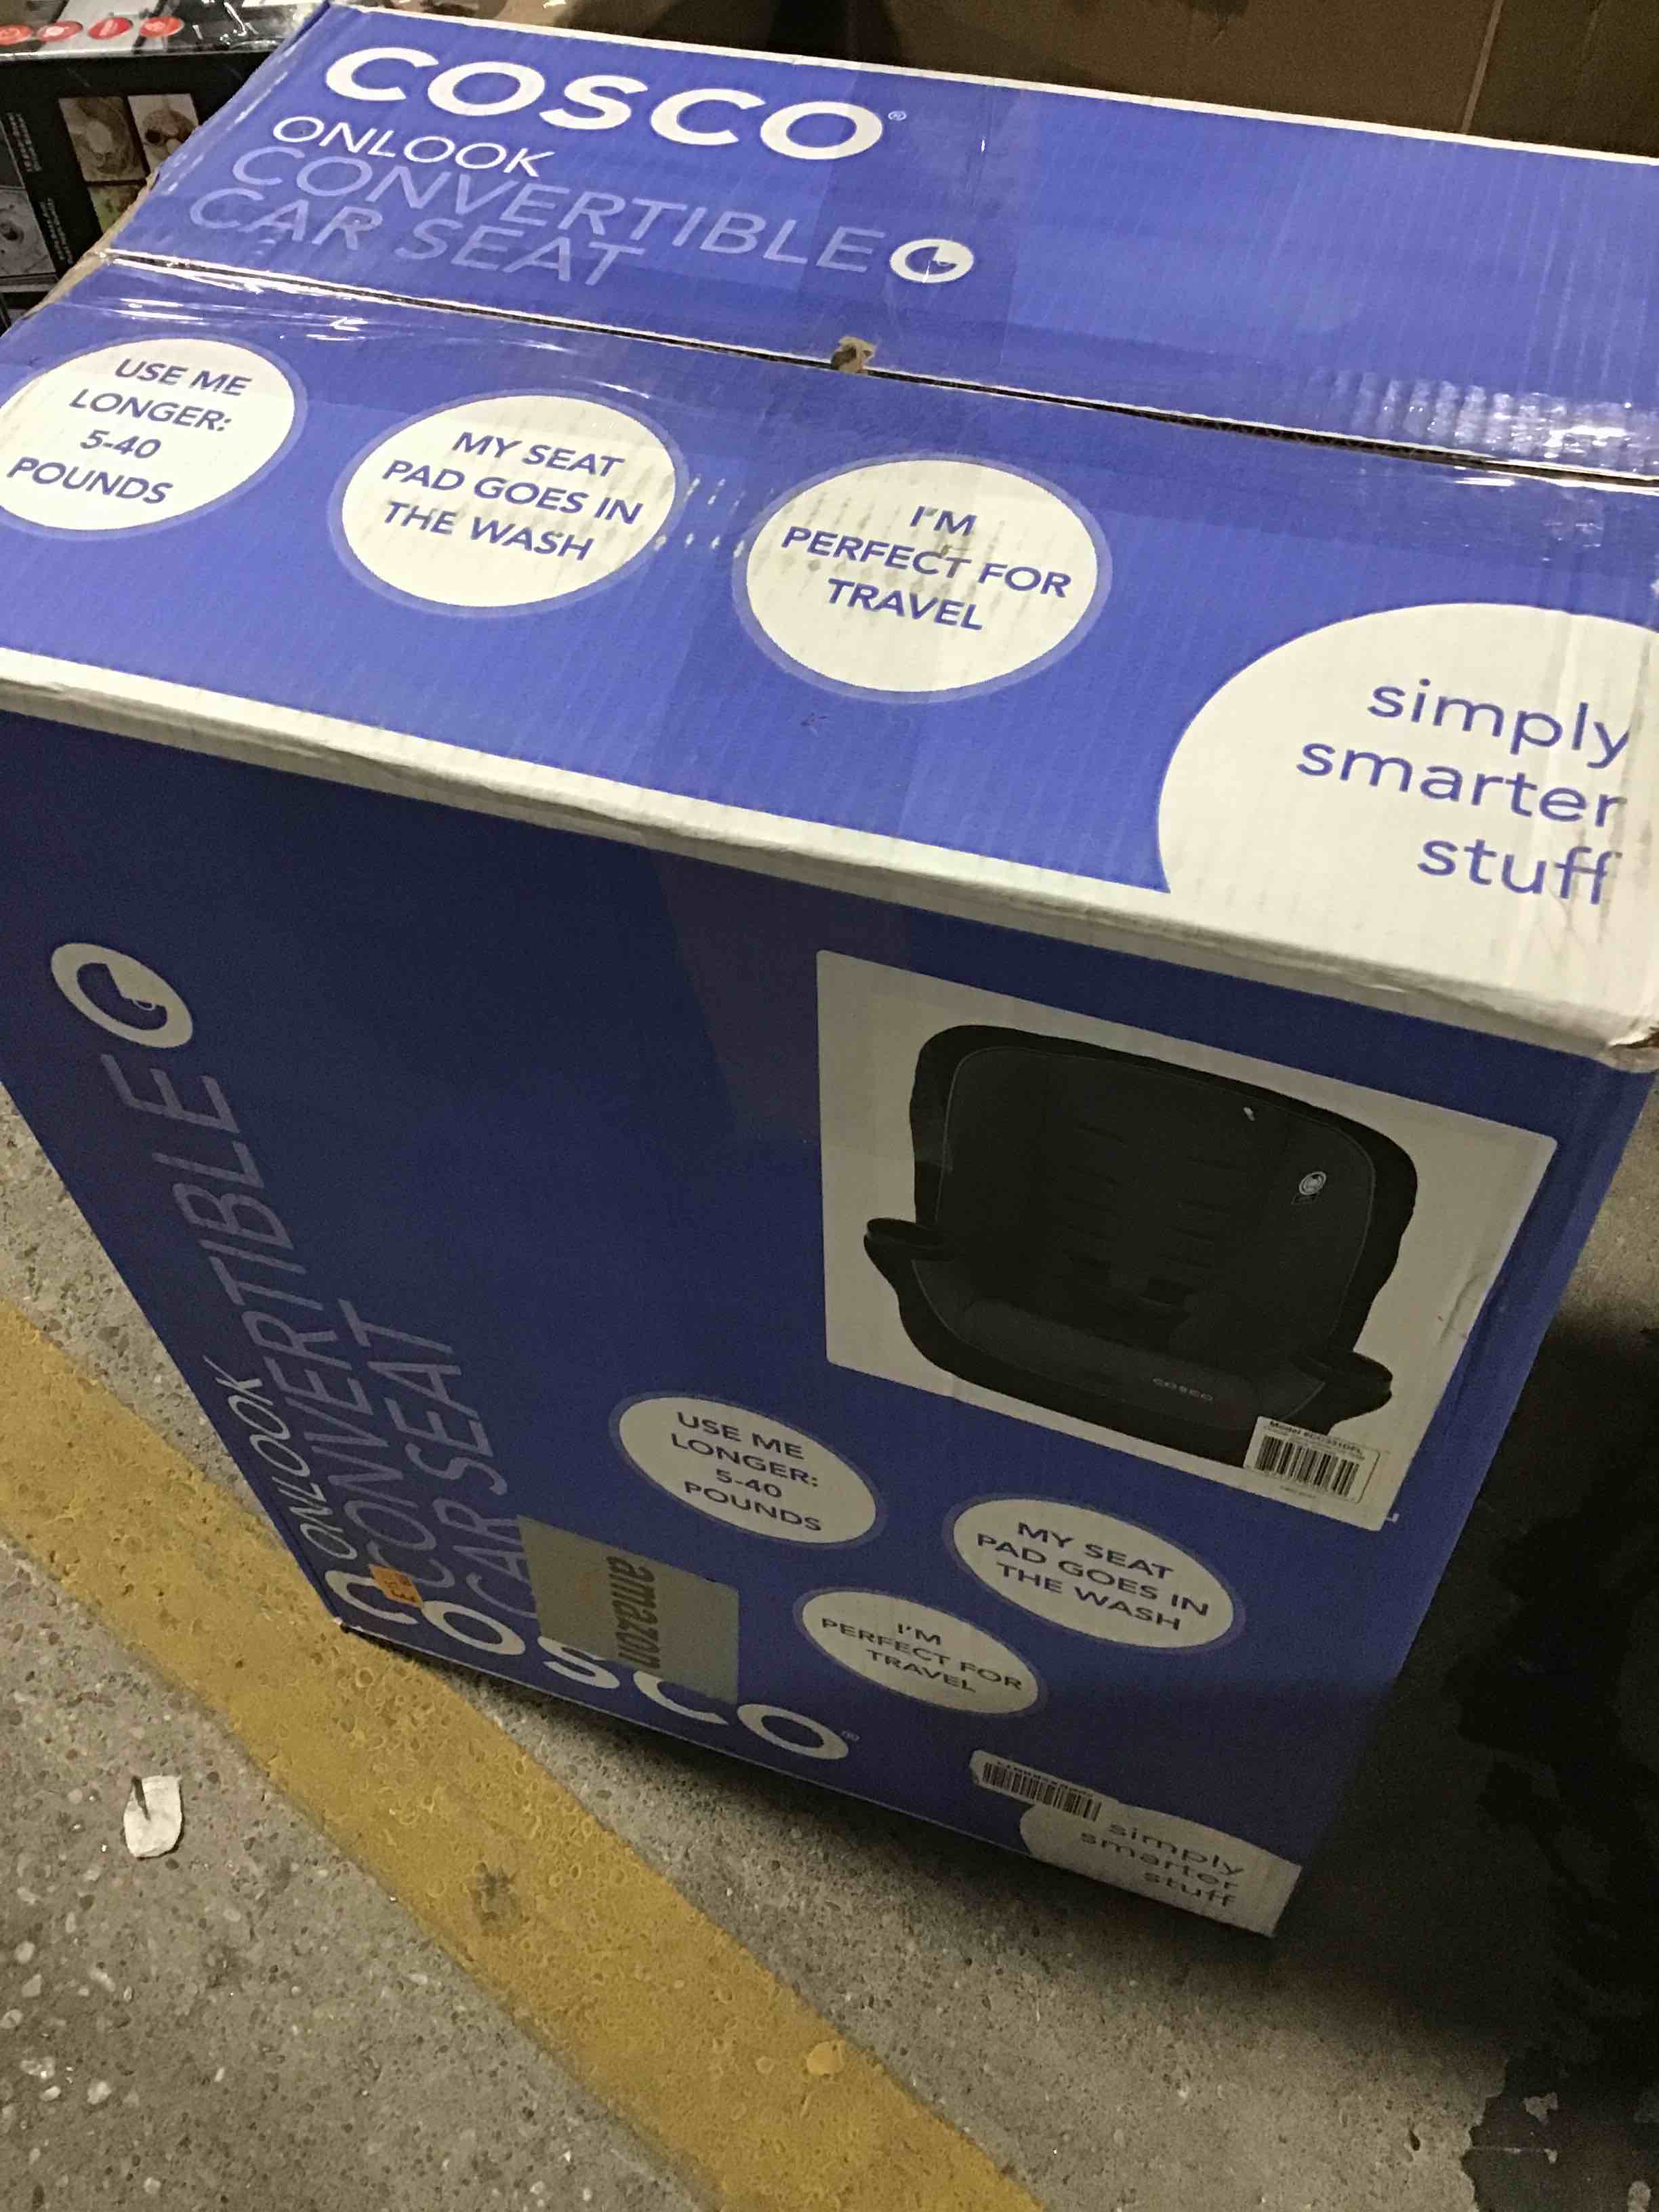 COSCO®
ONLOOK
CONVERTIBLE
CAR SEAT
USE ME
LONGER:
5-40
POUNDS
MY SEAT
PAD GOES IN
THE WASH
I'M
PERFECT FOR
TRAVEL
simply
smarter
stuff
ONLOOK
CONVERTIBLE
CAR SEAT
COSCO®
amazon
COSCO
USE ME
LONGER:
5-40
POUNDS
MY SEAT
PAD GOES IN
THE WASH
I'M
PERFECT FOR
TRAVEL
simply
smarter
stuff